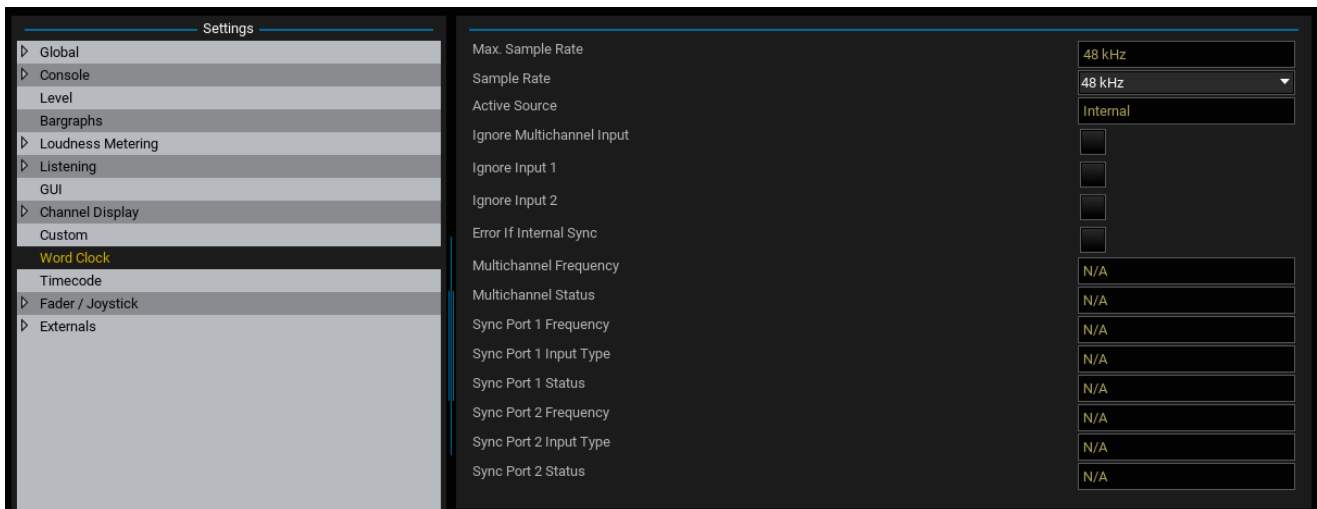 Settings
Global
Console
Level
Bargraphs
Loudness Metering
Listening
GUI
Channel Display
Custom
Word Clock
Timecode
Fader / Joystick
Externals
Max. Sample Rate 48 kHz
Sample Rate 48 kHz
Active Source Internal
Ignore Multichannel Input
Ignore Input 1
Ignore Input 2
Error If Internal Sync
Multichannel Frequency N/A
Multichannel Status N/A
Sync Port 1 Frequency N/A
Sync Port 1 Input Type N/A
Sync Port 1 Status N/A
Sync Port 2 Frequency N/A
Sync Port 2 Input Type N/A
Sync Port 2 Status N/A